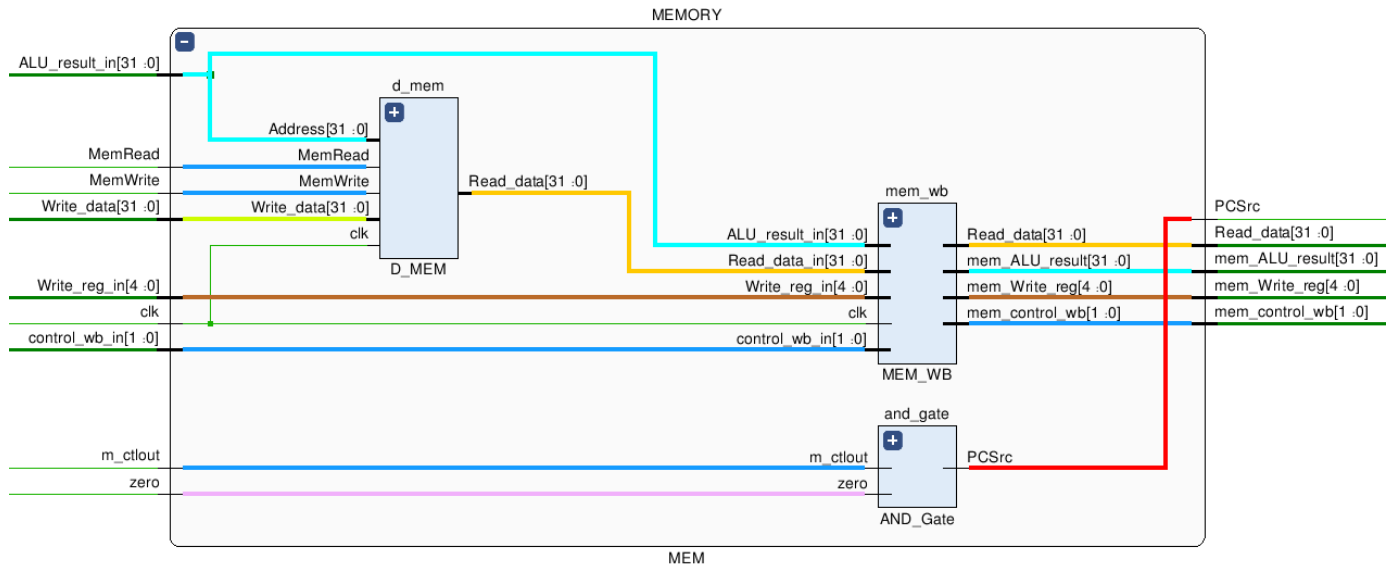 MEMORY
ALU_result_in[31 :0]
d_mem
Address[31 :0]
MemRead
MemRead
MemWrite
MemWrite
Read_data[31 :0]
Write_data[31 :0]
Write_data[31 :0]
clk
D_MEM
mem_wb
PCSrc
ALU_result_in[31 :0]
Read_data[31 :0]
Read_data[31 :0]
Read_data_in[31 :0]
mem_ALU_result[31 :0]
mem_ALU_result[31 :0]
Write_reg_in[4 :0]
Write_reg_in[4 :0]
mem_Write_reg[4 :0]
mem_Write_reg[4 :0]
clk
clk
mem_control_wb[1 :0]
mem_control_wb[1 :0]
control_wb_in[1 :0]
control_wb_in[1 :0]
MEM_WB
and_gate
m_ctlout
m_ctlout
PCSrc
zero
zero
AND_Gate
MEM